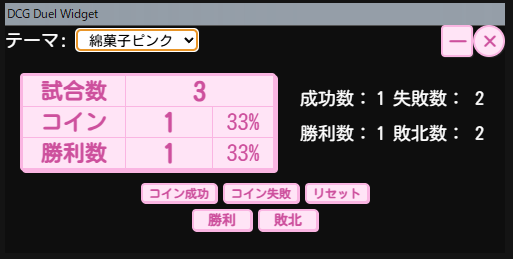 DCG Duel Widget
テーマ: 綿菓子ピンク
試合数 3
コイン 1 33%
勝利数 1 33%
成功数： 1 失敗数： 2
勝利数： 1 敗北数： 2
コイン成功 コイン失敗 リセット
勝利 敗北